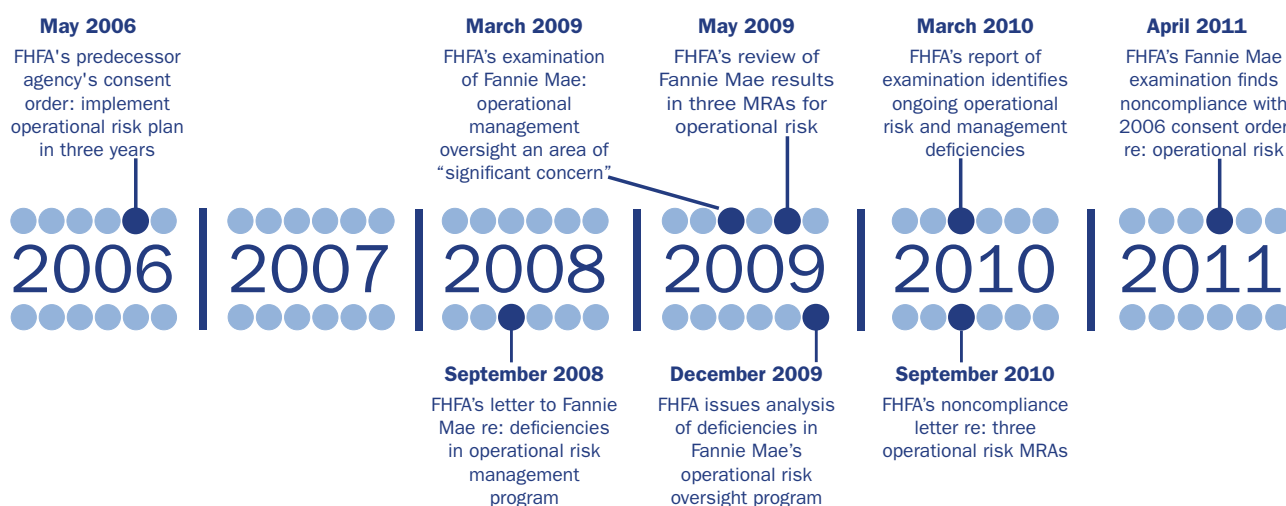 May 2006
FHFA's predecessor
agency's consent
order: implement
operational risk plan
in three years
March 2009
FHFA’s examination
of Fannie Mae:
operational
management
oversight an area of
“significant concern”
May 2009
FHFA’s review of
Fannie Mae results
in three MRAs for
operational risk
March 2010
FHFA’s report of
examination identifies
ongoing operational
risk and management
deficiencies
April 2011
FHFA’s Fannie Mae
examination finds
noncompliance with
2006 consent order
re: operational risk
2006
2007
2008
2009
2010
2011
September 2008
FHFA’s letter to Fannie
Mae re: deficiencies
in operational risk
management
program
December 2009
FHFA issues analysis
of deficiencies in
Fannie Mae’s
operational risk
oversight program
September 2010
FHFA’s noncompliance
letter re: three
operational risk MRAs